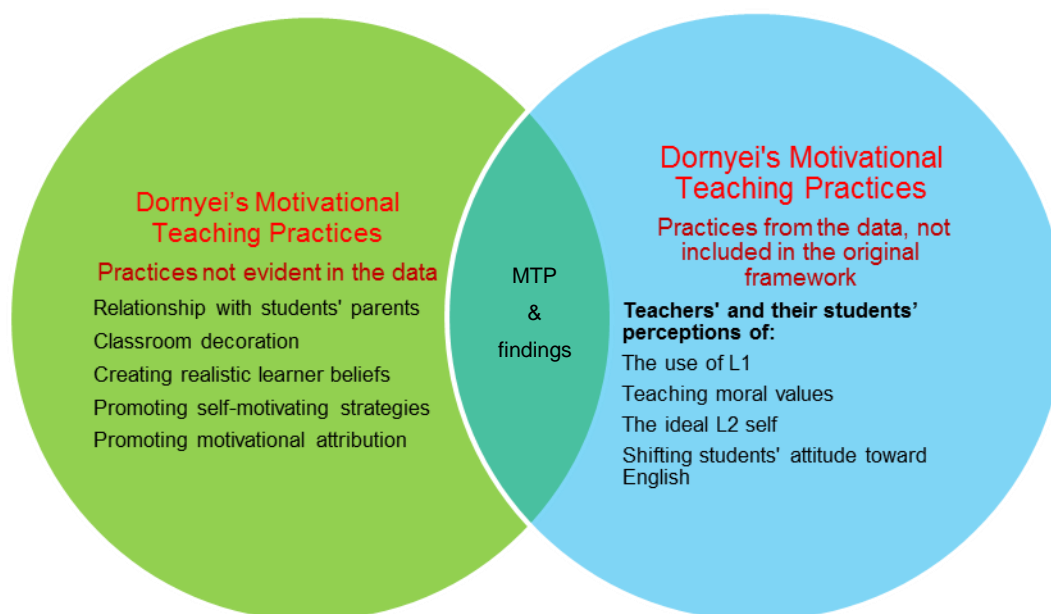 Dornyei’s Motivational
Teaching Practices
Practices not evident in the data
Relationship with students' parents
Classroom decoration
Creating realistic learner beliefs
Promoting self-motivating strategies
Promoting motivational attribution
MTP
&
findings
Dornyei's Motivational
Teaching Practices
Practices from the data, not
included in the original
framework
Teachers' and their students’
perceptions of:
The use of L1
Teaching moral values
The ideal L2 self
Shifting students' attitude toward
English